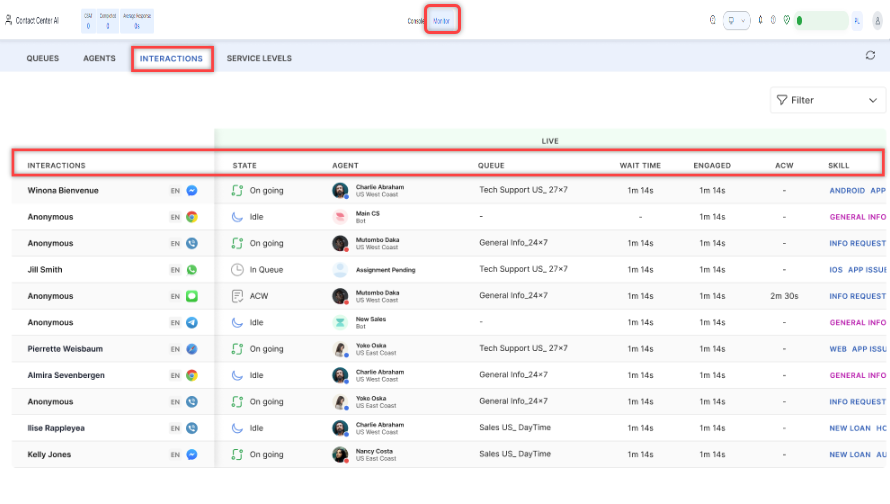 Contact Center AI
CSAT Contacted Average Response
0 0 0s
Console Monitor
QUEUES AGENTS INTERACTIONS SERVICE LEVELS
Filter
LIVE
INTERACTIONS STATE AGENT QUEUE WAIT TIME ENGAGED ACW SKILL
Winona Bienvenue EN On going Charlie Abraham Tech Support US_ 27×7 1m 14s 1m 14s - ANDROID APP
US West Coast
Anonymous EN Idle Main CS - - 1m 14s - GENERAL INFO
Bot
Anonymous EN On going Mutombo Daka General Info_24×7 1m 14s 1m 14s - INFO REQUEST
US West Coast
Jill Smith EN In Queue Assignment Pending Tech Support US_ 27×7 1m 14s 1m 14s - IOS APP ISSUE
Anonymous EN ACW Mutombo Daka General Info_24×7 1m 14s 1m 14s 2m 30s INFO REQUEST
US West Coast
Anonymous EN Idle New Sales - 1m 14s 1m 14s - GENERAL INFO
Bot
Pierrette Weisbaum EN On going Yoko Oska Tech Support US_ 27×7 1m 14s 1m 14s - WEB APP ISSU
US East Coast
Almira Sevenbergen EN Idle Charlie Abraham General Info_24×7 1m 14s 1m 14s - GENERAL INFO
US West Coast
Anonymous EN On going Yoko Oska General Info_24×7 1m 14s 1m 14s - INFO REQUEST
US East Coast
Ilise Rappleyea EN Idle Charlie Abraham Sales US_ DayTime 1m 14s 1m 14s - NEW LOAN HO
US West Coast
Kelly Jones EN On going Nancy Costa Sales US_ DayTime 1m 14s 1m 14s - NEW LOAN AU
US East Coast